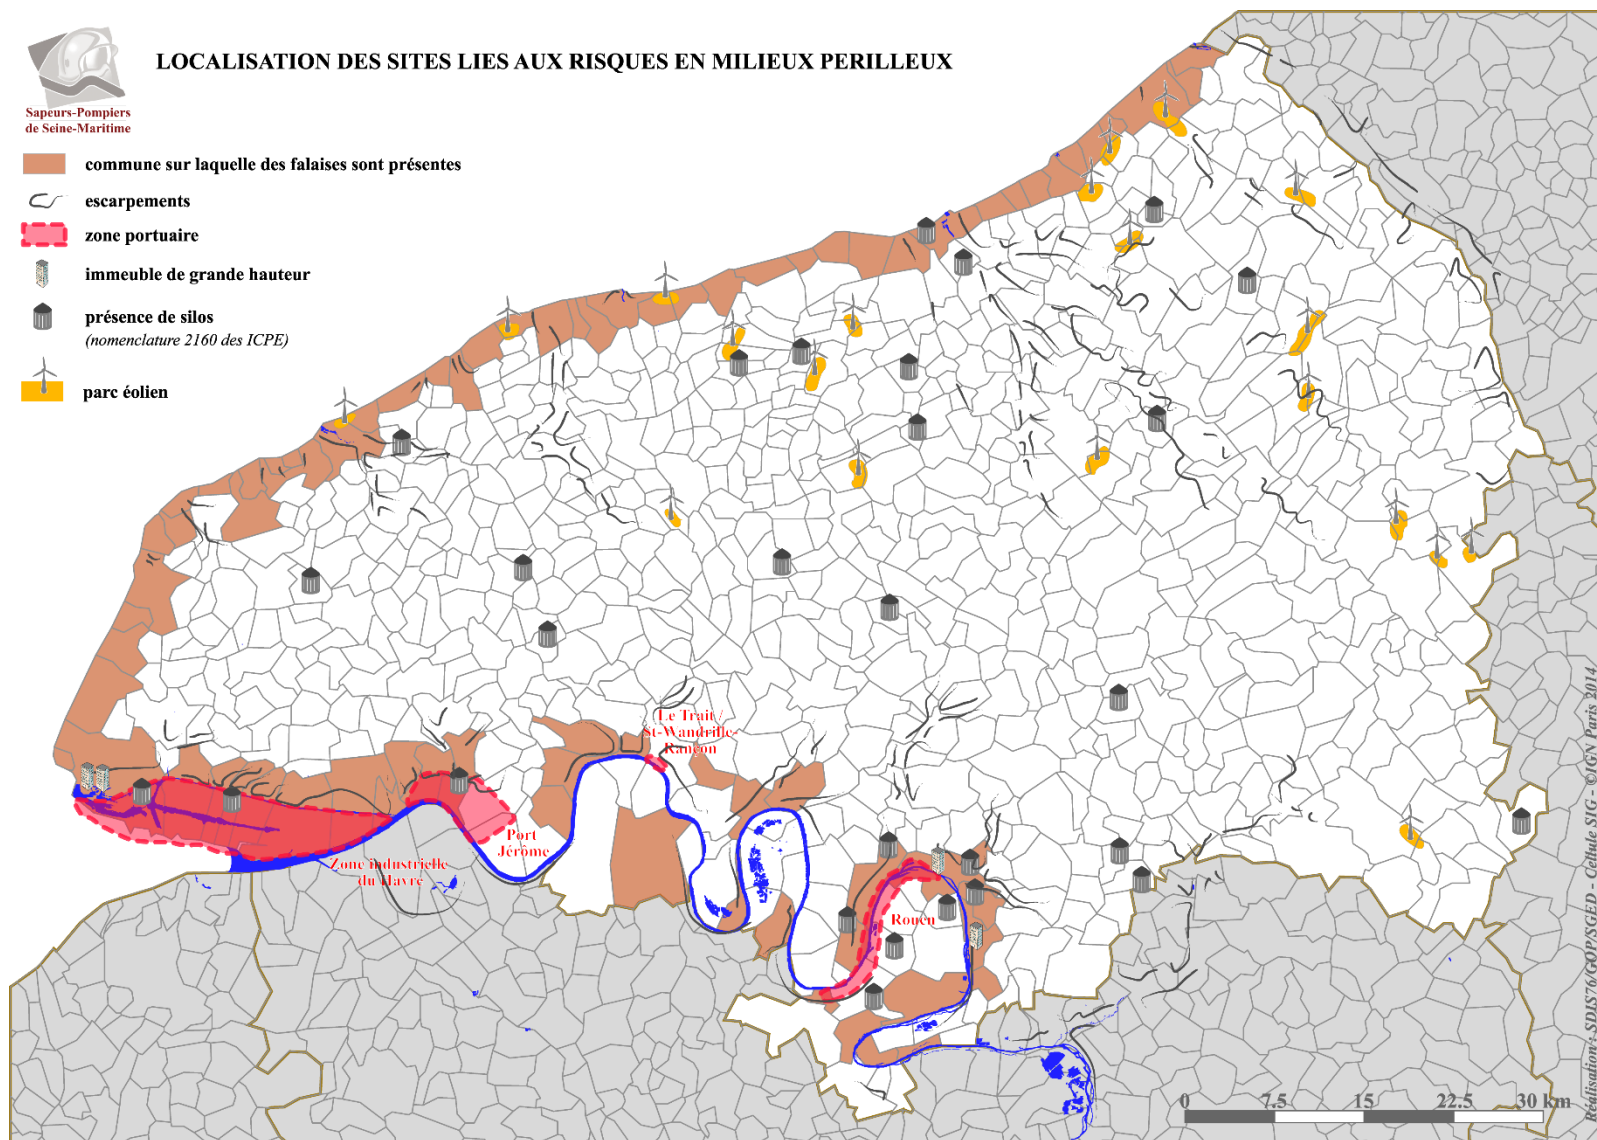 LOCALISATION DES SITES LIES AUX RISQUES EN MILIEUX PERILLEUX
Sapeurs-Pompiers
de Seine-Maritime
commune sur laquelle des falaises sont présentes
escarpements
zone portuaire
immeuble de grande hauteur
présence de silos
(nomenclature 2160 des ICPE)
parc éolien
Le Trait /
St-Wandrille-
Rançon
Port
Jérôme
Zone industrielle
du Havre
Rouen
0 7.5 15 22.5 30 km
Réalisation : SDIS76/GOP/SGED - Cellule SIG - ©IGN Paris 2014